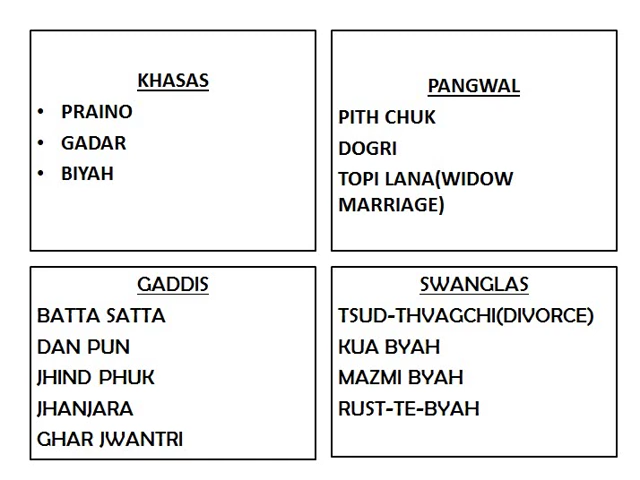 KHASAS
• PRAINO
• GADAR
• BIYAH
PANGWAL
PITH CHUK
DOGRI
TOPI LANA(WIDOW
MARRIAGE)
GADDIS
BATTA SATTA
DAN PUN
JHIND PHUK
JHANJARA
GHAR JWANTRI
SWANGLAS
TSUD-THVAGCHI(DIVORCE)
KUA BYAH
MAZMI BYAH
RUST-TE-BYAH